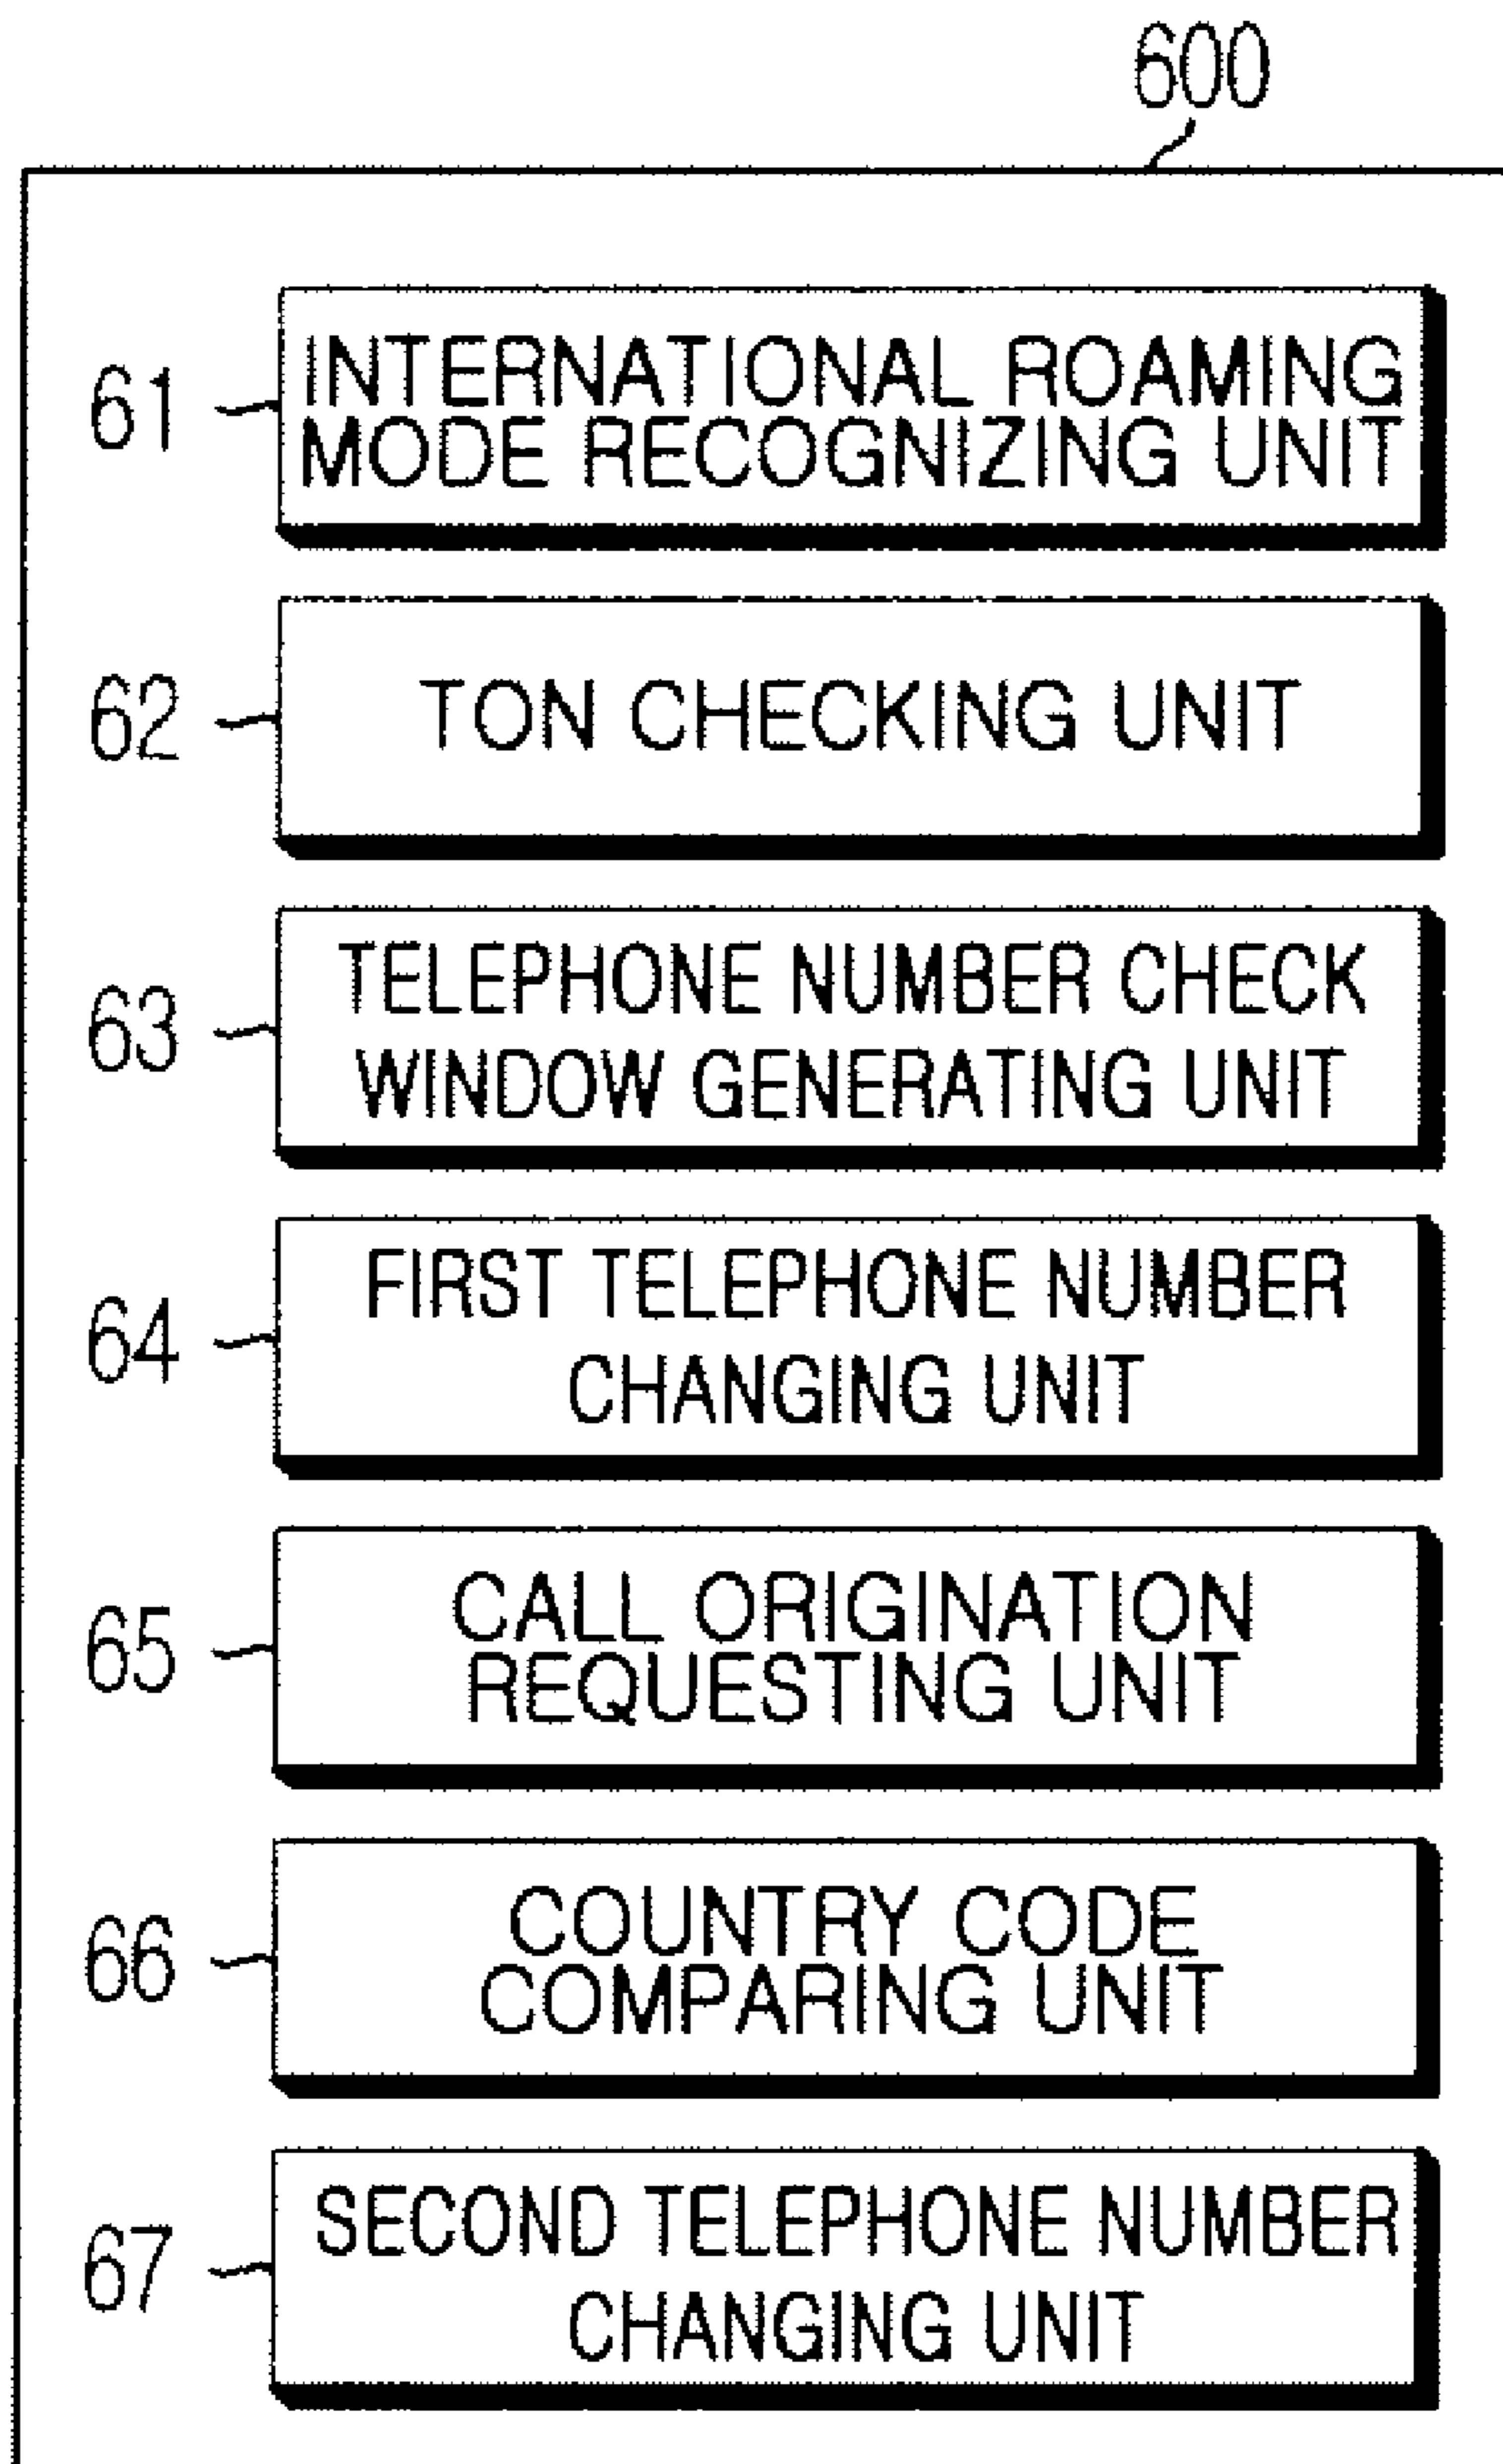 600
61
INTERNATIONAL ROAMING
MODE RECOGNIZING UNIT
62
TON CHECKING UNIT
63
TELEPHONE NUMBER CHECK
WINDOW GENERATING UNIT
64
FIRST TELEPHONE NUMBER
CHANGING UNIT
65
CALL ORIGINATION
REQUESTING UNIT
66
COUNTRY CODE
COMPARING UNIT
67
SECOND TELEPHONE NUMBER
CHANGING UNIT